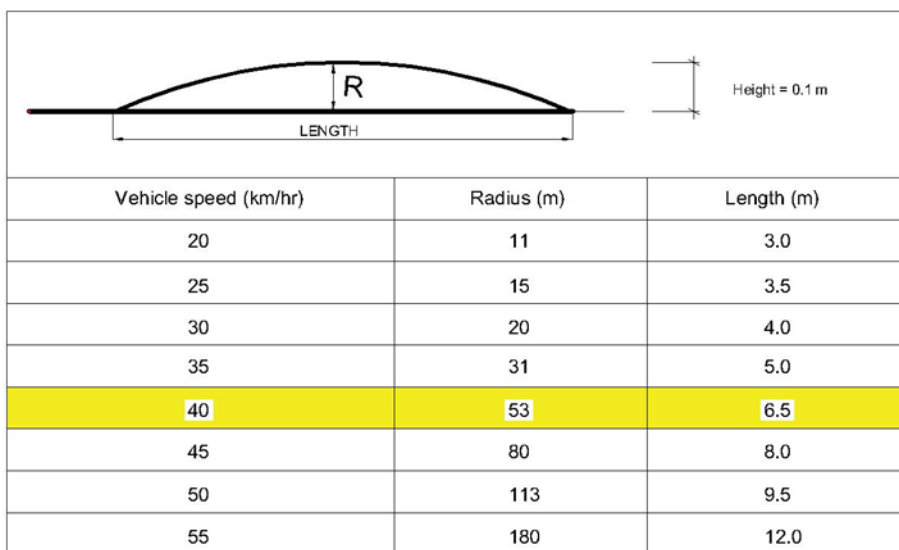 R
Height = 0.1 m
LENGTH
Vehicle speed (km/hr) Radius (m) Length (m)
20 11 3.0
25 15 3.5
30 20 4.0
35 31 5.0
40 53 6.5
45 80 8.0
50 113 9.5
55 180 12.0